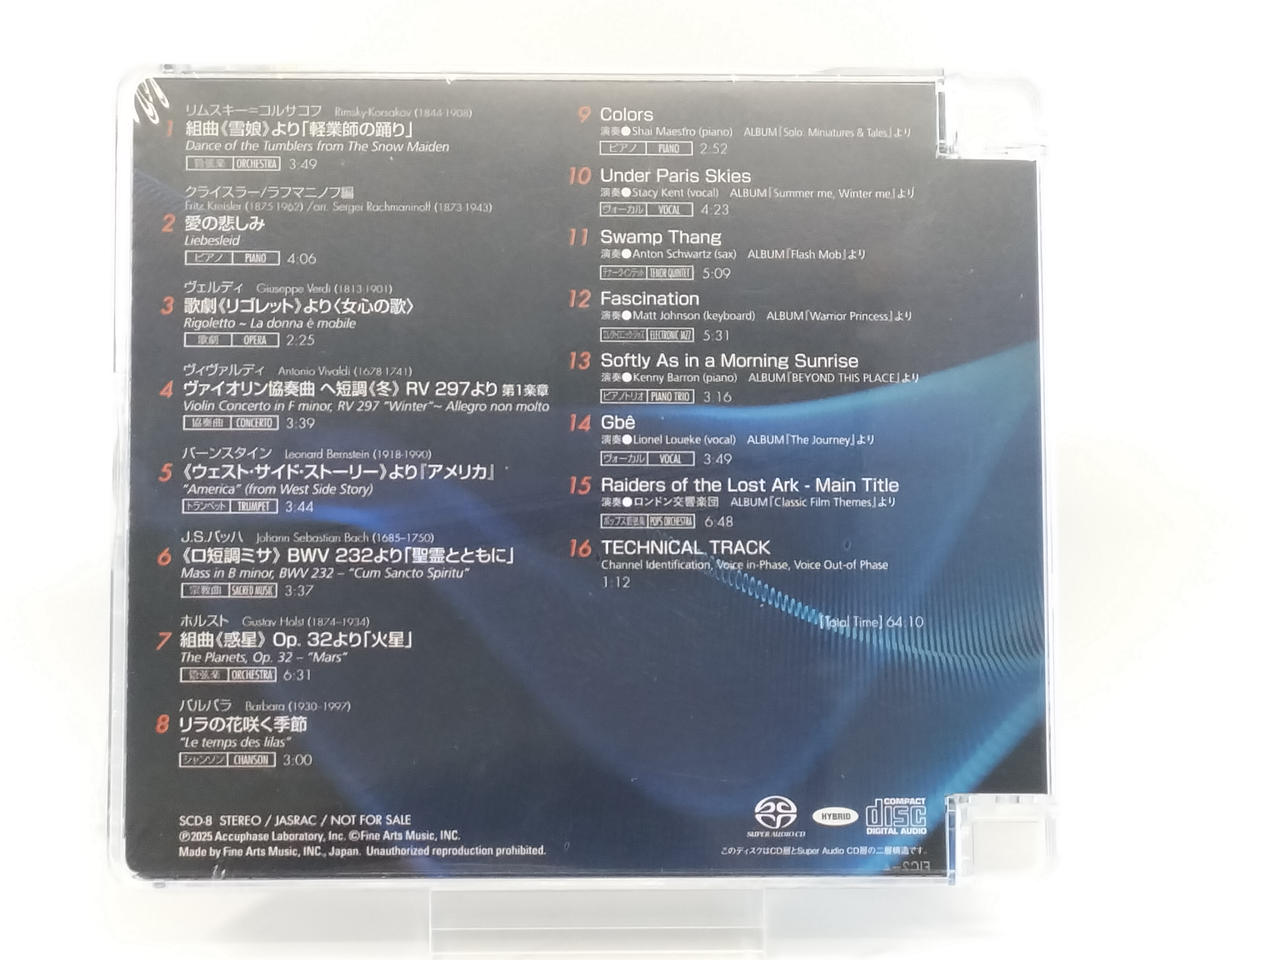 リムスキー=コルサコフ Rimsky-Korsakov (1844-1908)
1 組曲《雪娘》より「軽業師の踊り」
Dance of the Tumblers from The Snow Maiden
管弦楽 ORCHESTRA 3:49
クライスラー/ラフマニノフ編
Fritz Kreisler (1875-1962) /arr. Sergei Rachmaninoff (1873-1943)
2 愛の悲しみ
Liebesleid
ピアノ PIANO 4:06
ヴェルディ Giuseppe Verdi (1813-1901)
3 歌劇《リゴレット》より〈女心の歌〉
Rigoletto ~ La donna è mobile
歌劇 OPERA 2:25
ヴィヴァルディ Antonio Vivaldi (1678-1741)
4 ヴァイオリン協奏曲 ヘ短調《冬》 RV 297より 第1楽章
Violin Concerto in F minor, RV 297 "Winter"~ Allegro non molto
協奏曲 CONCERTO 3:39
バーンスタイン Leonard Bernstein (1918-1990)
5 《ウェスト・サイド・ストーリー》より『アメリカ』
"America" (from West Side Story)
トランペット TRUMPET 3:44
J.S.バッハ Johann Sebastian Bach (1685–1750)
6 《ロ短調ミサ》 BWV 232より「聖霊とともに」
Mass in B minor, BWV 232 – "Cum Sancto Spiritu"
宗教曲 SACRED MUSIC 3:37
ホルスト Gustav Holst (1874–1934)
7 組曲《惑星》 Op. 32より「火星」
The Planets, Op. 32 – "Mars"
管弦楽 ORCHESTRA 6:31
バルバラ Barbara (1930-1997)
8 リラの花咲く季節
"Le temps des lilas"
シャンソン CHANSON 3:00
9 Colors
演奏●Shai Maestro (piano) ALBUM『Solo: Miniatures & Tales』より
ピアノ PIANO 2:52
10 Under Paris Skies
演奏●Stacy Kent (vocal) ALBUM『Summer me, Winter me』より
ヴォーカル VOCAL 4:23
11 Swamp Thang
演奏●Anton Schwartz (sax) ALBUM『Flash Mob』より
テナークインテット TENOR QUINTET 5:09
12 Fascination
演奏●Matt Johnson (keyboard) ALBUM『Warrior Princess』より
エレクトロニック・ジャズ ELECTRONIC JAZZ 5:31
13 Softly As in a Morning Sunrise
演奏●Kenny Barron (piano) ALBUM『BEYOND THIS PLACE』より
ピアノトリオ PIANO TRIO 3:16
14 Gbê
演奏●Lionel Loueke (vocal) ALBUM『The Journey』より
ヴォーカル VOCAL 3:49
15 Raiders of the Lost Ark - Main Title
演奏●ロンドン交響楽団 ALBUM『Classic Film Themes』より
ポップス管弦楽 POPS ORCHESTRA 6:48
16 TECHNICAL TRACK
Channel Identification, Voice in-Phase, Voice Out-of Phase
1:12
[Total Time] 64:10
SCD-8 STEREO / JASRAC / NOT FOR SALE
℗2025 Accuphase Laboratory, Inc. ©Fine Arts Music, INC.
Made by Fine Arts Music, INC., Japan. Unauthorized reproduction prohibited.
SUPER AUDIO CD
HYBRID
COMPACT
disc
DIGITAL AUDIO
このディスクはCD層とSuper Audio CD層の二層構造です。